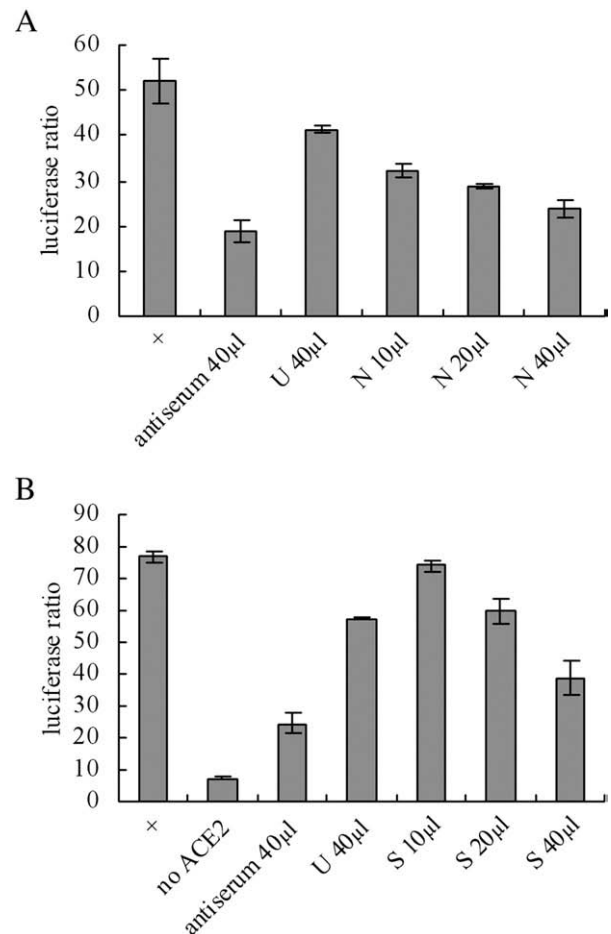 A
60
50
40
30
20
10
0
luciferase ratio
×
antiserum 40μl
U 40μl
N 10μl
N 20μl
N 40μl
B
90
80
70
60
50
40
30
20
10
0
luciferase ratio
×
no ACE2
antiserum 40μl
U 40μl
S 10μl
S 20μl
S 40μl